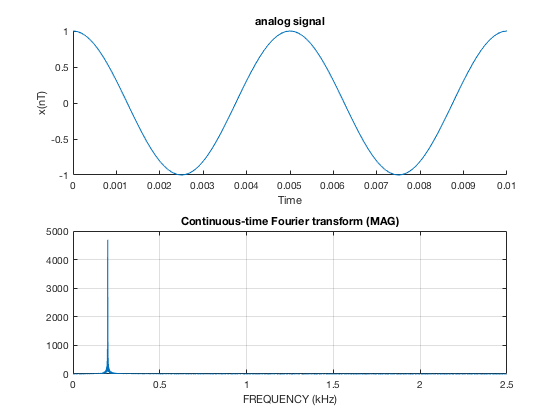 analog signal
1
0.5
0
-0.5
-1
x(nT)
0 0.001 0.002 0.003 0.004 0.005 0.006 0.007 0.008 0.009 0.01
Time
Continuous-time Fourier transform (MAG)
5000
4000
3000
2000
1000
0
0 0.5 1 1.5 2 2.5
FREQUENCY (kHz)